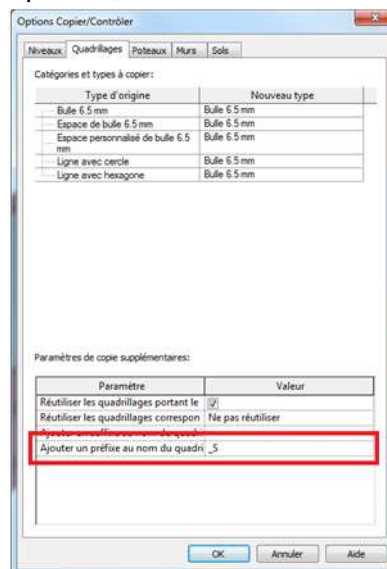 Options Copier/Contrôler
Niveaux Quadrillages Poteaux Murs Sols
Catégories et types à copier:
Type d'origine Nouveau type
Bulle 6.5 mm Bulle 6.5 mm
Espace de bulle 6.5 mm Bulle 6.5 mm
Espace personnalisé de bulle 6.5 mm Bulle 6.5 mm
Ligne avec cercle Bulle 6.5 mm
Ligne avec hexagone Bulle 6.5 mm
Paramètres de copie supplémentaires:
Paramètre Valeur
Réutiliser les quadrillages portant le
Réutiliser les quadrillages correspon Ne pas réutiliser
Ajouter un préfixe au nom du quadri _5
OK Annuler Aide